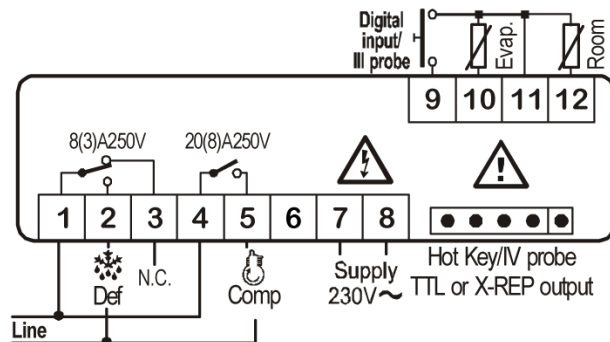 Digital
input/
III probe
Evap.
Room
9 10 11 12
8(3)A250V 20(8)A250V
1 2 3 4 5 6 7 8
Def
N.C.
Comp
Supply
230V~
Hot Key/IV probe
TTL or X-REP output
Line